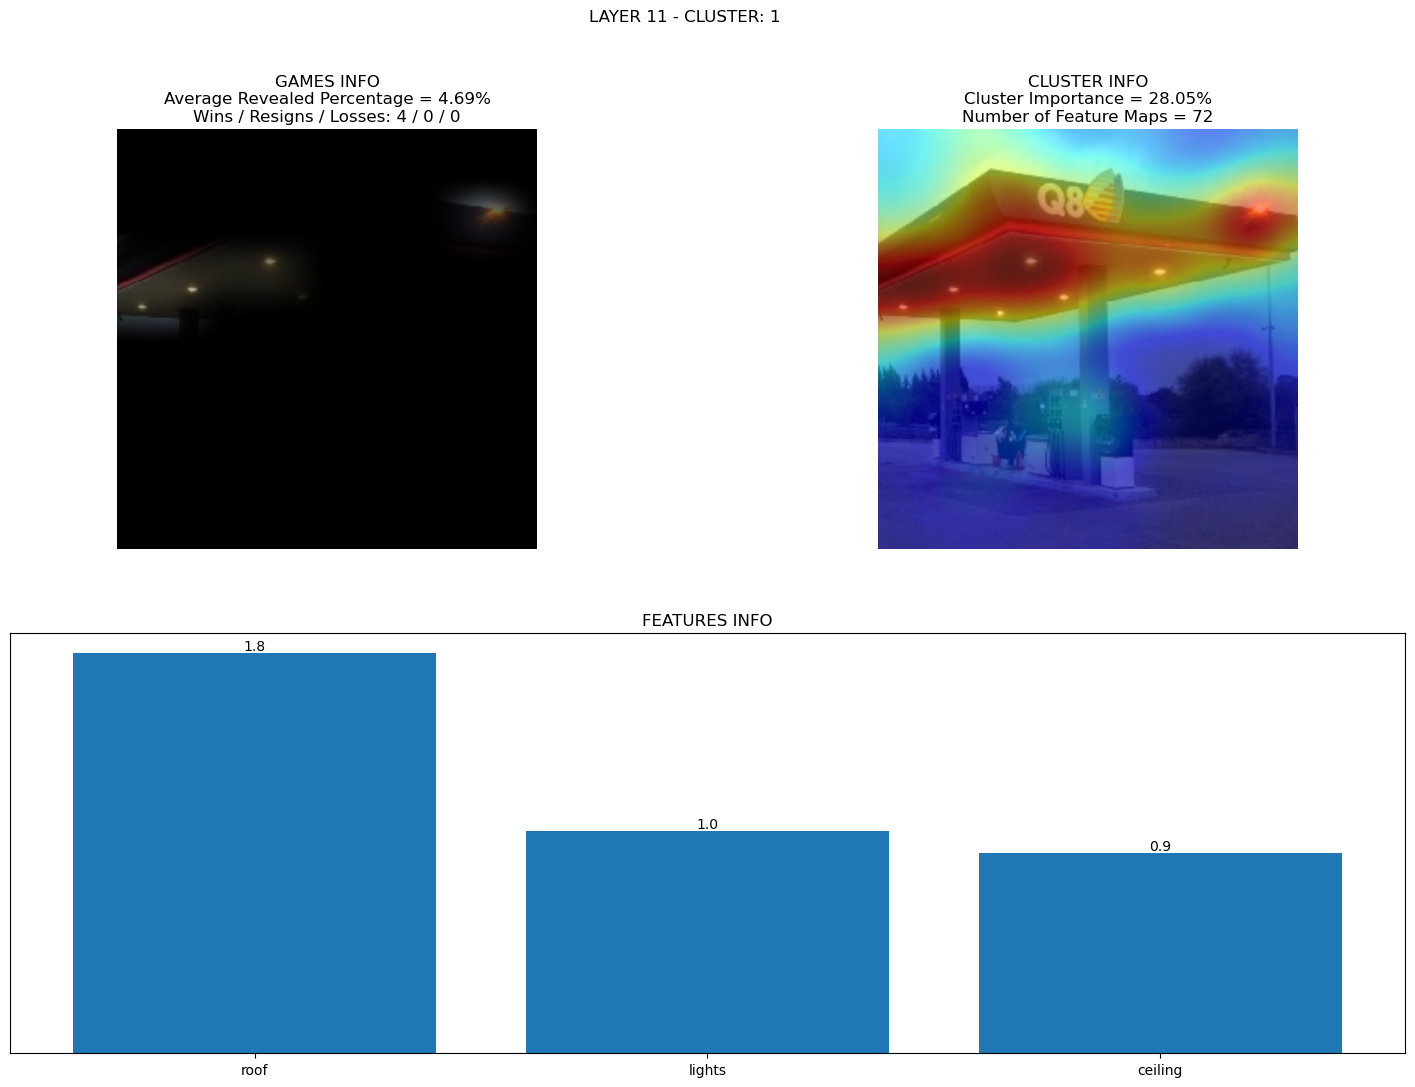 LAYER 11 - CLUSTER: 1
GAMES INFO
Average Revealed Percentage = 4.69%
Wins / Resigns / Losses: 4 / 0 / 0
CLUSTER INFO
Cluster Importance = 28.05%
Number of Feature Maps = 72
Q8
FEATURES INFO
1.8
1.0
0.9
roof
lights
ceiling